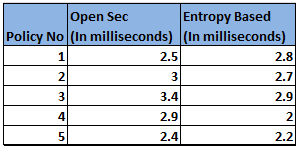 Policy No Open Sec (In milliseconds) Entropy Based (In milliseconds)
1 2.5 2.8
2 3 2.7
3 3.4 2.9
4 2.9 2
5 2.4 2.2